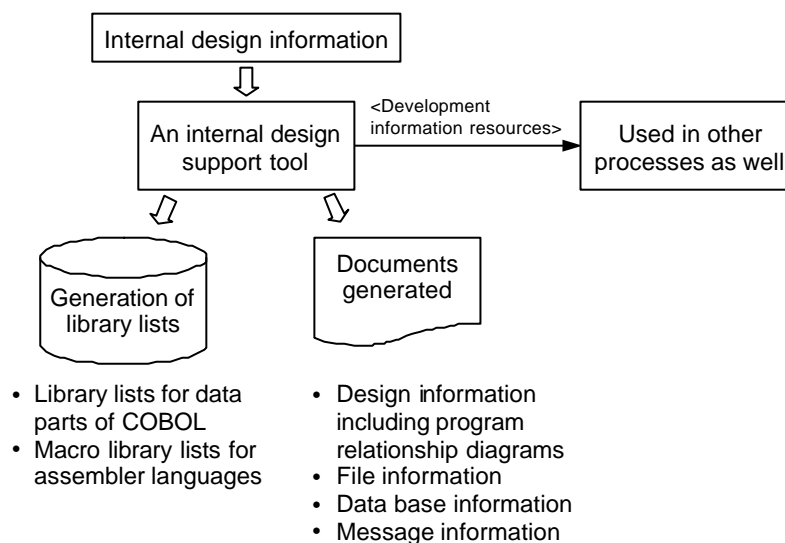 Internal design information
An internal design
support tool
<Development
information resources>
Used in other
processes as well
Generation of
library lists
Documents
generated
• Library lists for data
parts of COBOL
• Macro library lists for
assembler languages
• Design information
including program
relationship diagrams
• File information
• Data base information
• Message information